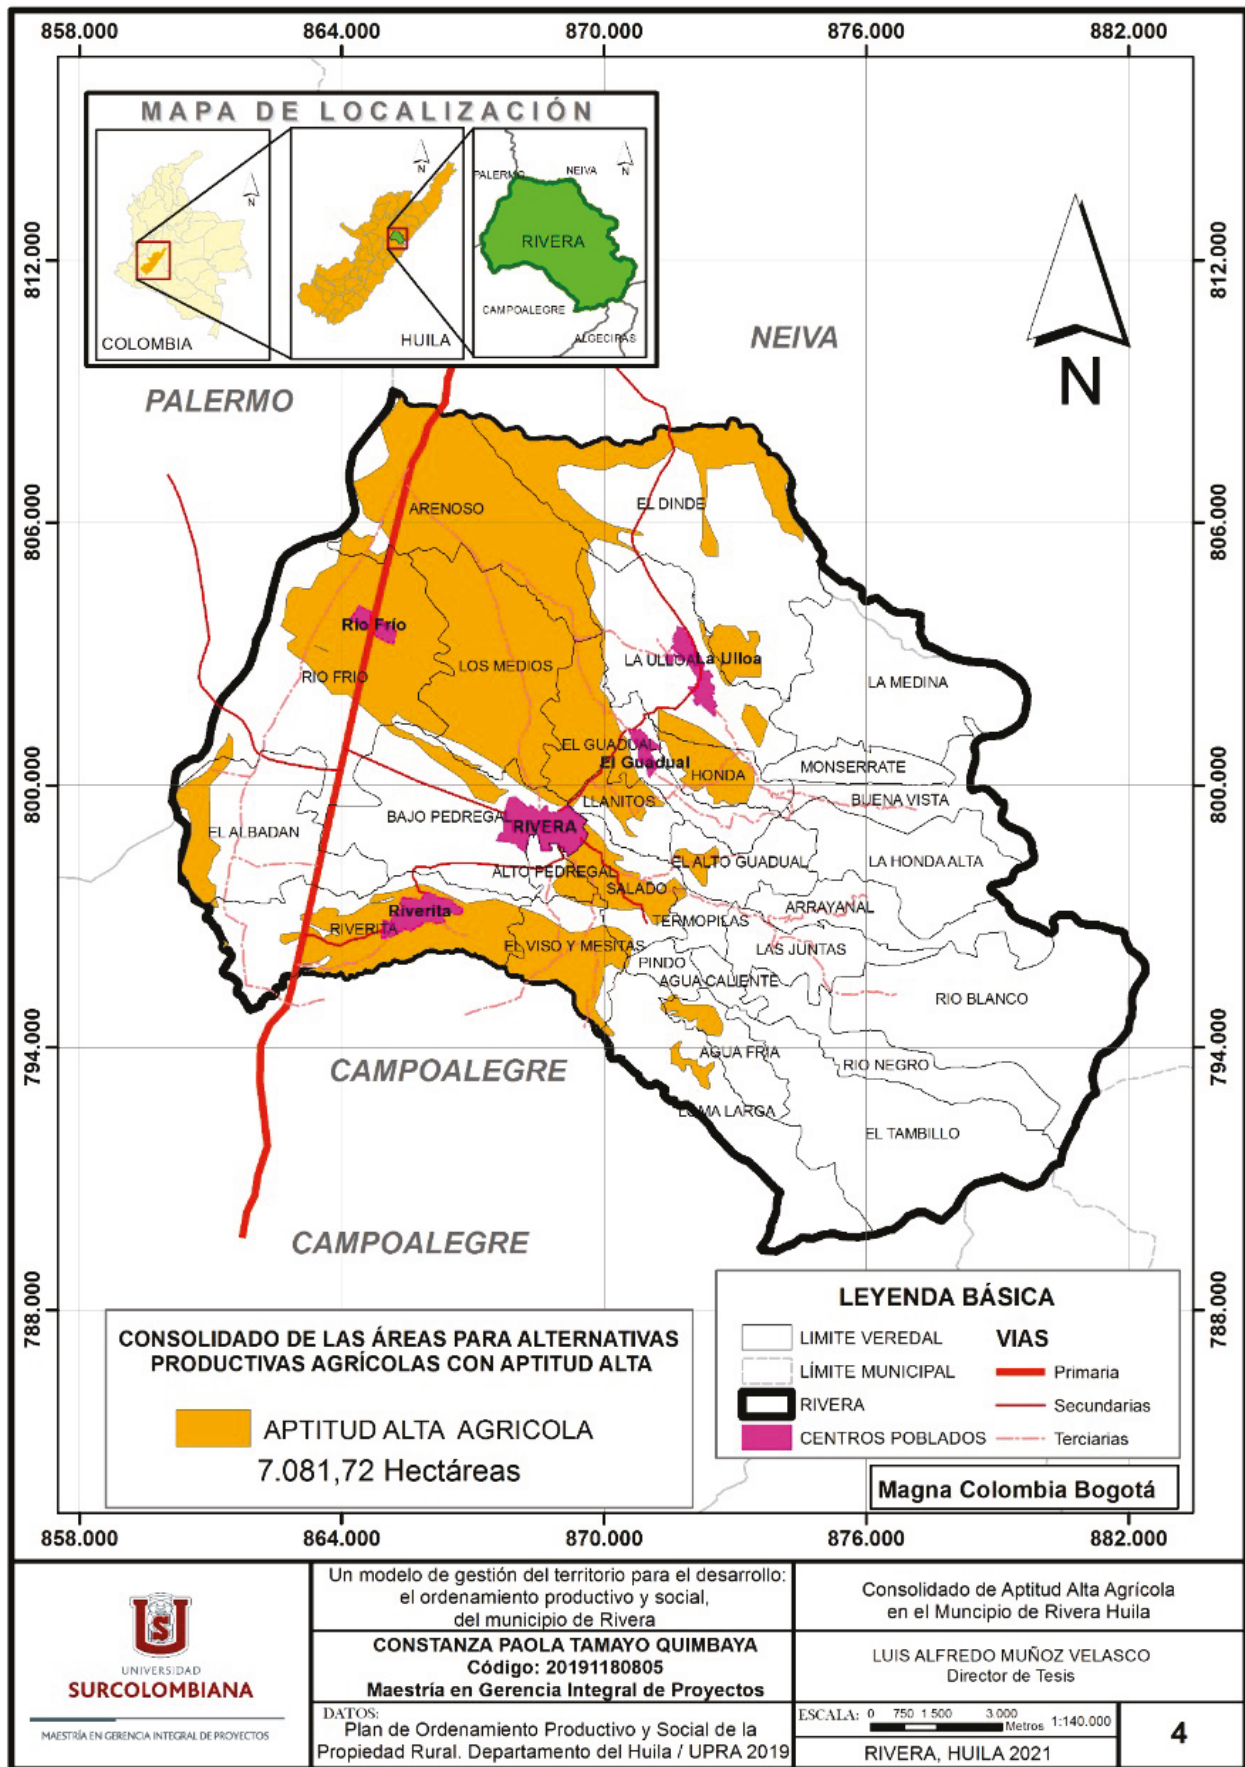 858.000 864.000 870.000 876.000 882.000
MAPA DE LOCALIZACIÓN
COLOMBIA
N
HUILA
N
PALERMO
NEIVA
N
RIVERA
CAMPOALEGRE
ALGECIRAS
812.000
812.000
NEIVA
N
PALERMO
EL DINDE
ARENOSO
806.000
806.000
Rio Frío
LOS MEDIOS
LA ULLOA
La Ulloa
RIO FRIO
LA MEDINA
EL GUADUAL
El Guadual
HONDA
MONSERRATE
800.000
800.000
LLANITOS
BUENA VISTA
BAJO PEDREGAL
RIVERA
EL ALBADAN
EL ALTO GUADUAL
LA HONDA ALTA
ALTO PEDREGAL
SALADO
ARRAYANAL
Riverita
RIVERITA
TERMOPILAS
EL VISO Y MESITAS
LAS JUNTAS
PINDO
AGUA CALIENTE
RIO BLANCO
794.000
794.000
AGUA FRIA
RIO NEGRO
CAMPOALEGRE
LOMA LARGA
EL TAMBILLO
CAMPOALEGRE
788.000
788.000
CONSOLIDADO DE LAS ÁREAS PARA ALTERNATIVAS
PRODUCTIVAS AGRÍCOLAS CON APTITUD ALTA
APTITUD ALTA AGRICOLA
7.081,72 Hectáreas
LEYENDA BÁSICA
LIMITE VEREDAL
LÍMITE MUNICIPAL
RIVERA
CENTROS POBLADOS
VIAS
Primaria
Secundarias
Terciarias
Magna Colombia Bogotá
858.000 864.000 870.000 876.000 882.000
UNIVERSIDAD
SURCOLOMBIANA
MAESTRÍA EN GERENCIA INTEGRAL DE PROYECTOS
Un modelo de gestión del territorio para el desarrollo:
el ordenamiento productivo y social,
del municipio de Rivera
CONSTANZA PAOLA TAMAYO QUIMBAYA
Código: 20191180805
Maestría en Gerencia Integral de Proyectos
DATOS:
Plan de Ordenamiento Productivo y Social de la
Propiedad Rural. Departamento del Huila / UPRA 2019
Consolidado de Aptitud Alta Agrícola
en el Muncipio de Rivera Huila
LUIS ALFREDO MUÑOZ VELASCO
Director de Tesis
ESCALA: 0 750 1 500 3 000 Metros 1:140.000
RIVERA, HUILA 2021
4